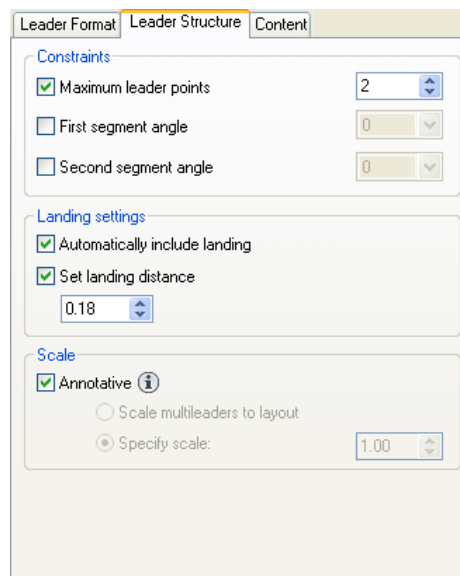 Leader Format Leader Structure Content
Constraints
Maximum leader points 2
First segment angle 0
Second segment angle 0
Landing settings
Automatically include landing
Set landing distance
0.18
Scale
Annotative i
Scale multileaders to layout
Specify scale: 1.00